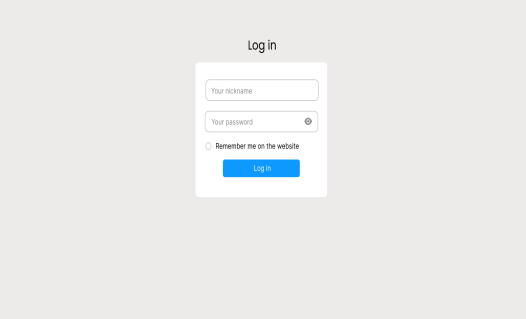 Log in
Your nickname
Your password
Remember me on the website
Log in